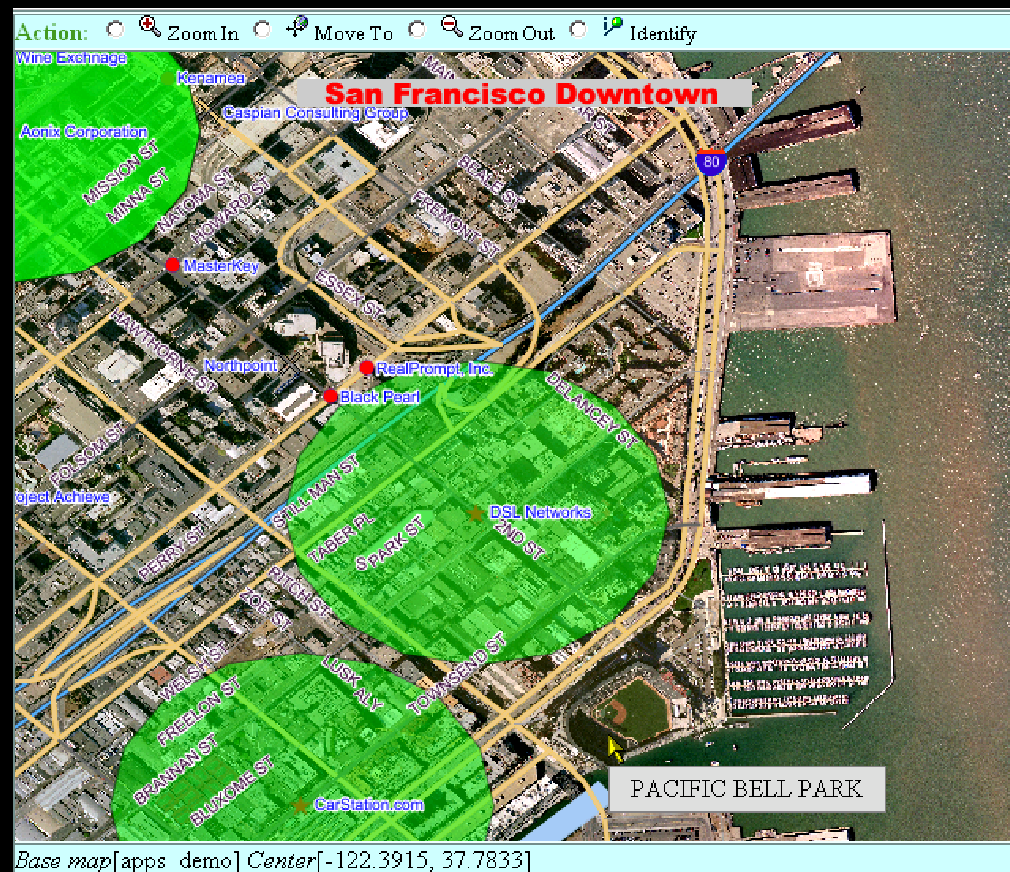 Action: Zoom In Move To Zoom Out Identify
Wine Exchnage
Kenamea
MAIN
San Francisco Downtown
Caspian Consulting Group
Aonix Corporation
MISSION ST
MINNA ST
NATOMA ST
HOWARD ST
BEALE ST
FREMONT ST
80
MasterKey
ESSEX ST
HAWTHORNE ST
Northpoint
RealPrompt, Inc.
Black Pearl
DELANCEY ST
FOLSOM ST
oject Achieve
STILLMAN ST
DSL Networks
TABER PL
S PARK ST
2ND ST
PERRY ST
RITCH ST
ZOE ST
WELSH ST
LUSK ALY
TOWNSEND ST
FREELON ST
BRANNAN ST
BLUXOME ST
CarStation.com
PACIFIC BELL PARK
Base map[apps_demo] Center[-122.3915, 37.7833]